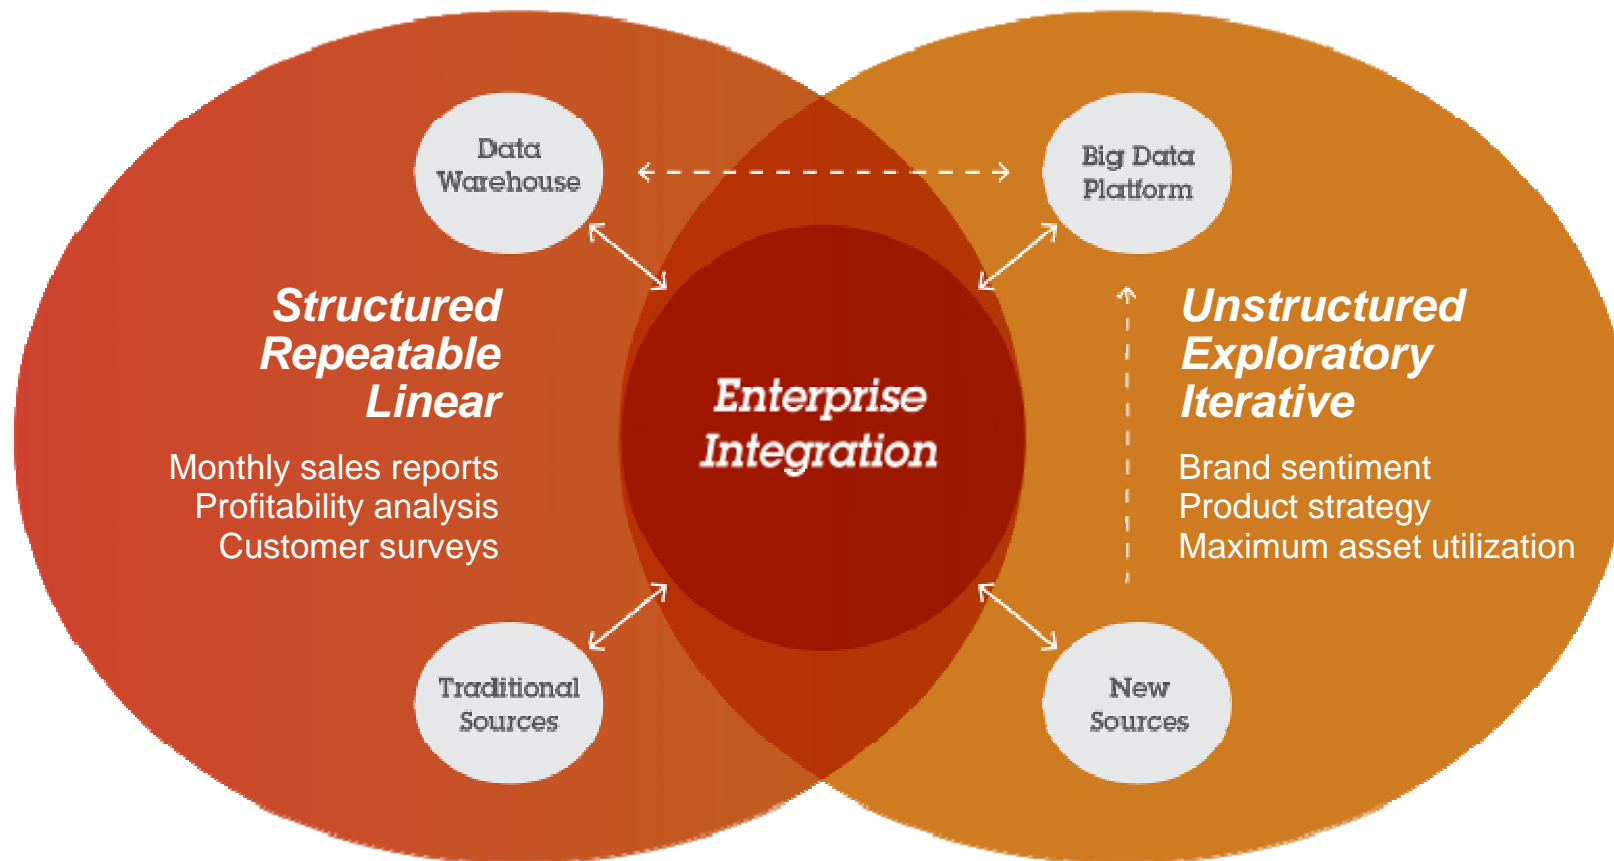 Data
Warehouse
Big Data
Platform
Structured
Repeatable
Linear
Monthly sales reports
Profitability analysis
Customer surveys
Enterprise
Integration
Unstructured
Exploratory
Iterative
Brand sentiment
Product strategy
Maximum asset utilization
Traditional
Sources
New
Sources